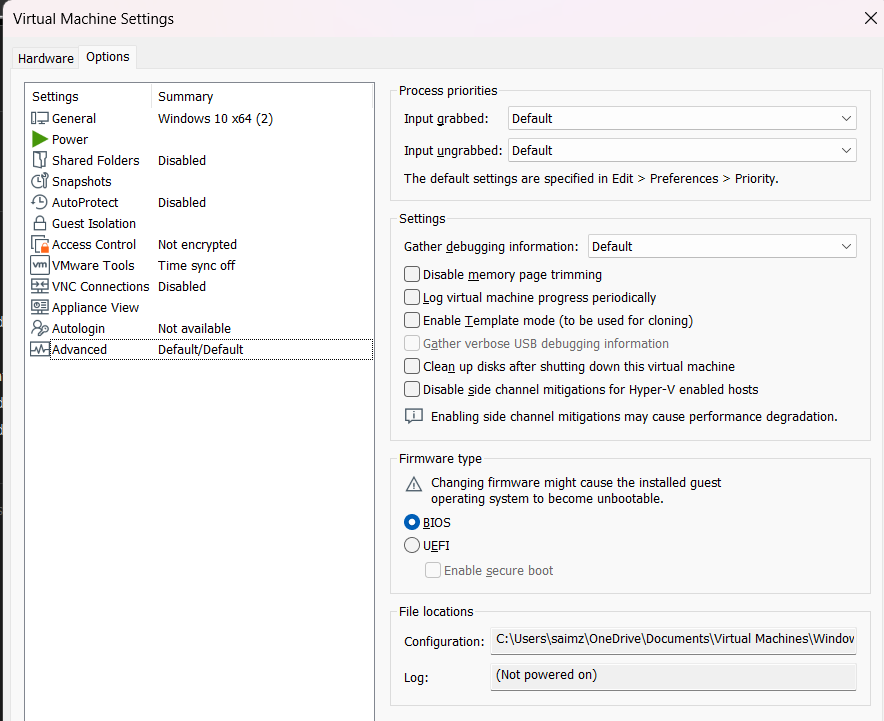 Virtual Machine Settings
Hardware Options
Settings Summary
General Windows 10 x64 (2)
Power
Shared Folders Disabled
Snapshots
AutoProtect Disabled
Guest Isolation
Access Control Not encrypted
VMware Tools Time sync off
VNC Connections Disabled
Appliance View
Autologin Not available
Advanced Default/Default
Process priorities
Input grabbed: Default
Input ungrabbed: Default
The default settings are specified in Edit > Preferences > Priority.
Settings
Gather debugging information: Default
Disable memory page trimming
Log virtual machine progress periodically
Enable Template mode (to be used for cloning)
Gather verbose USB debugging information
Clean up disks after shutting down this virtual machine
Disable side channel mitigations for Hyper-V enabled hosts
Enabling side channel mitigations may cause performance degradation.
Firmware type
Changing firmware might cause the installed guest
operating system to become unbootable.
BIOS
UEFI
Enable secure boot
File locations
Configuration: C:\Users\saimz\OneDrive\Documents\Virtual Machines\Window
Log: (Not powered on)